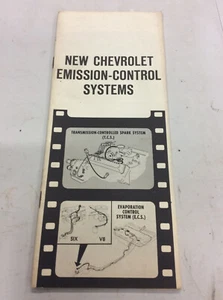 NEW CHEVROLET
EMISSION-CONTROL
SYSTEMS
TRANSMISSION-CONTROLLED SPARK SYSTEM
(T.C.S.)
EVAPORATION
CONTROL
SYSTEM (E.C.S.)
SIX V8